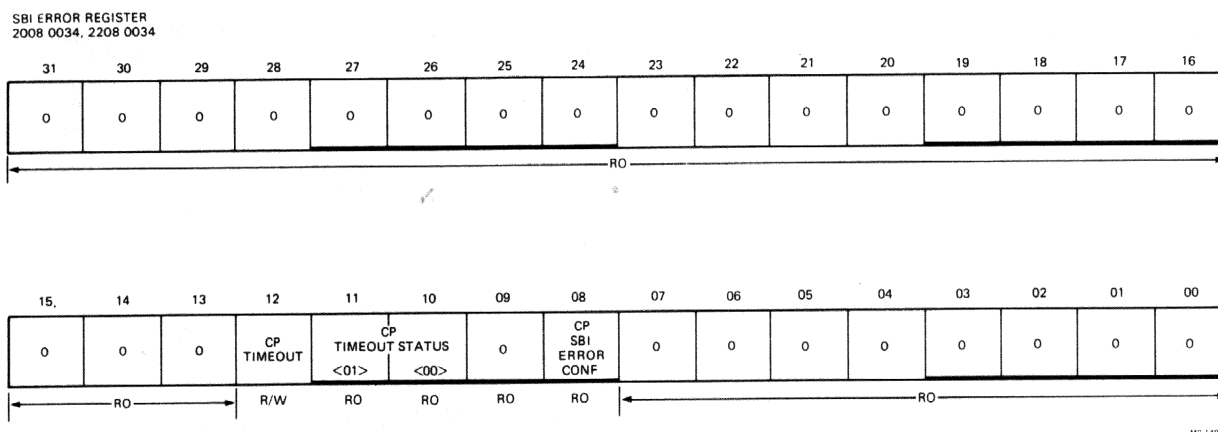 SBI ERROR REGISTER
2008 0034, 2208 0034
31 30 29 28 27 26 25 24 23 22 21 20 19 18 17 16
0 0 0 0 0 0 0 0 0 0 0 0 0 0 0 0
RO
15. 14 13 12 11 10 09 08 07 06 05 04 03 02 01 00
0 0 0 CP TIMEOUT CP TIMEOUT STATUS <01> <00> 0 CP SBI ERROR CONF 0 0 0 0 0 0 0 0
RO R/W RO RO RO RO RO